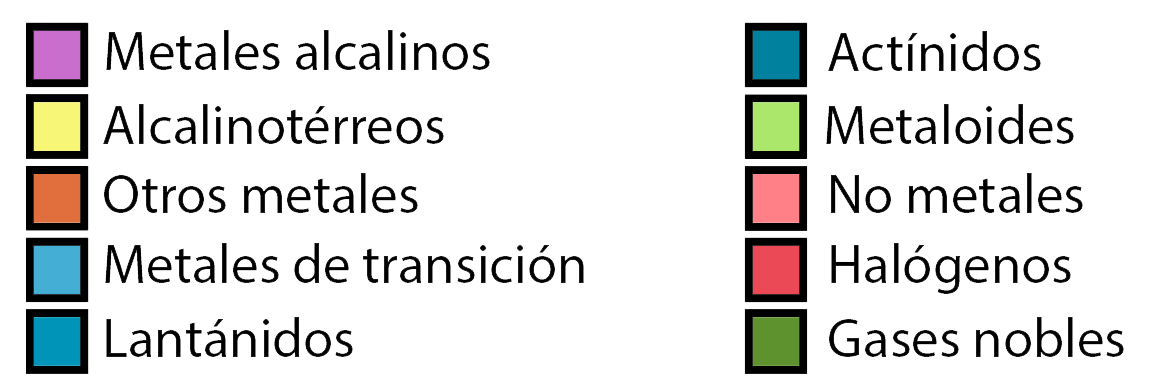 Metales alcalinos
Alcalinotérreos
Otros metales
Metales de transición
Lantánidos
Actínidos
Metaloides
No metales
Halógenos
Gases nobles